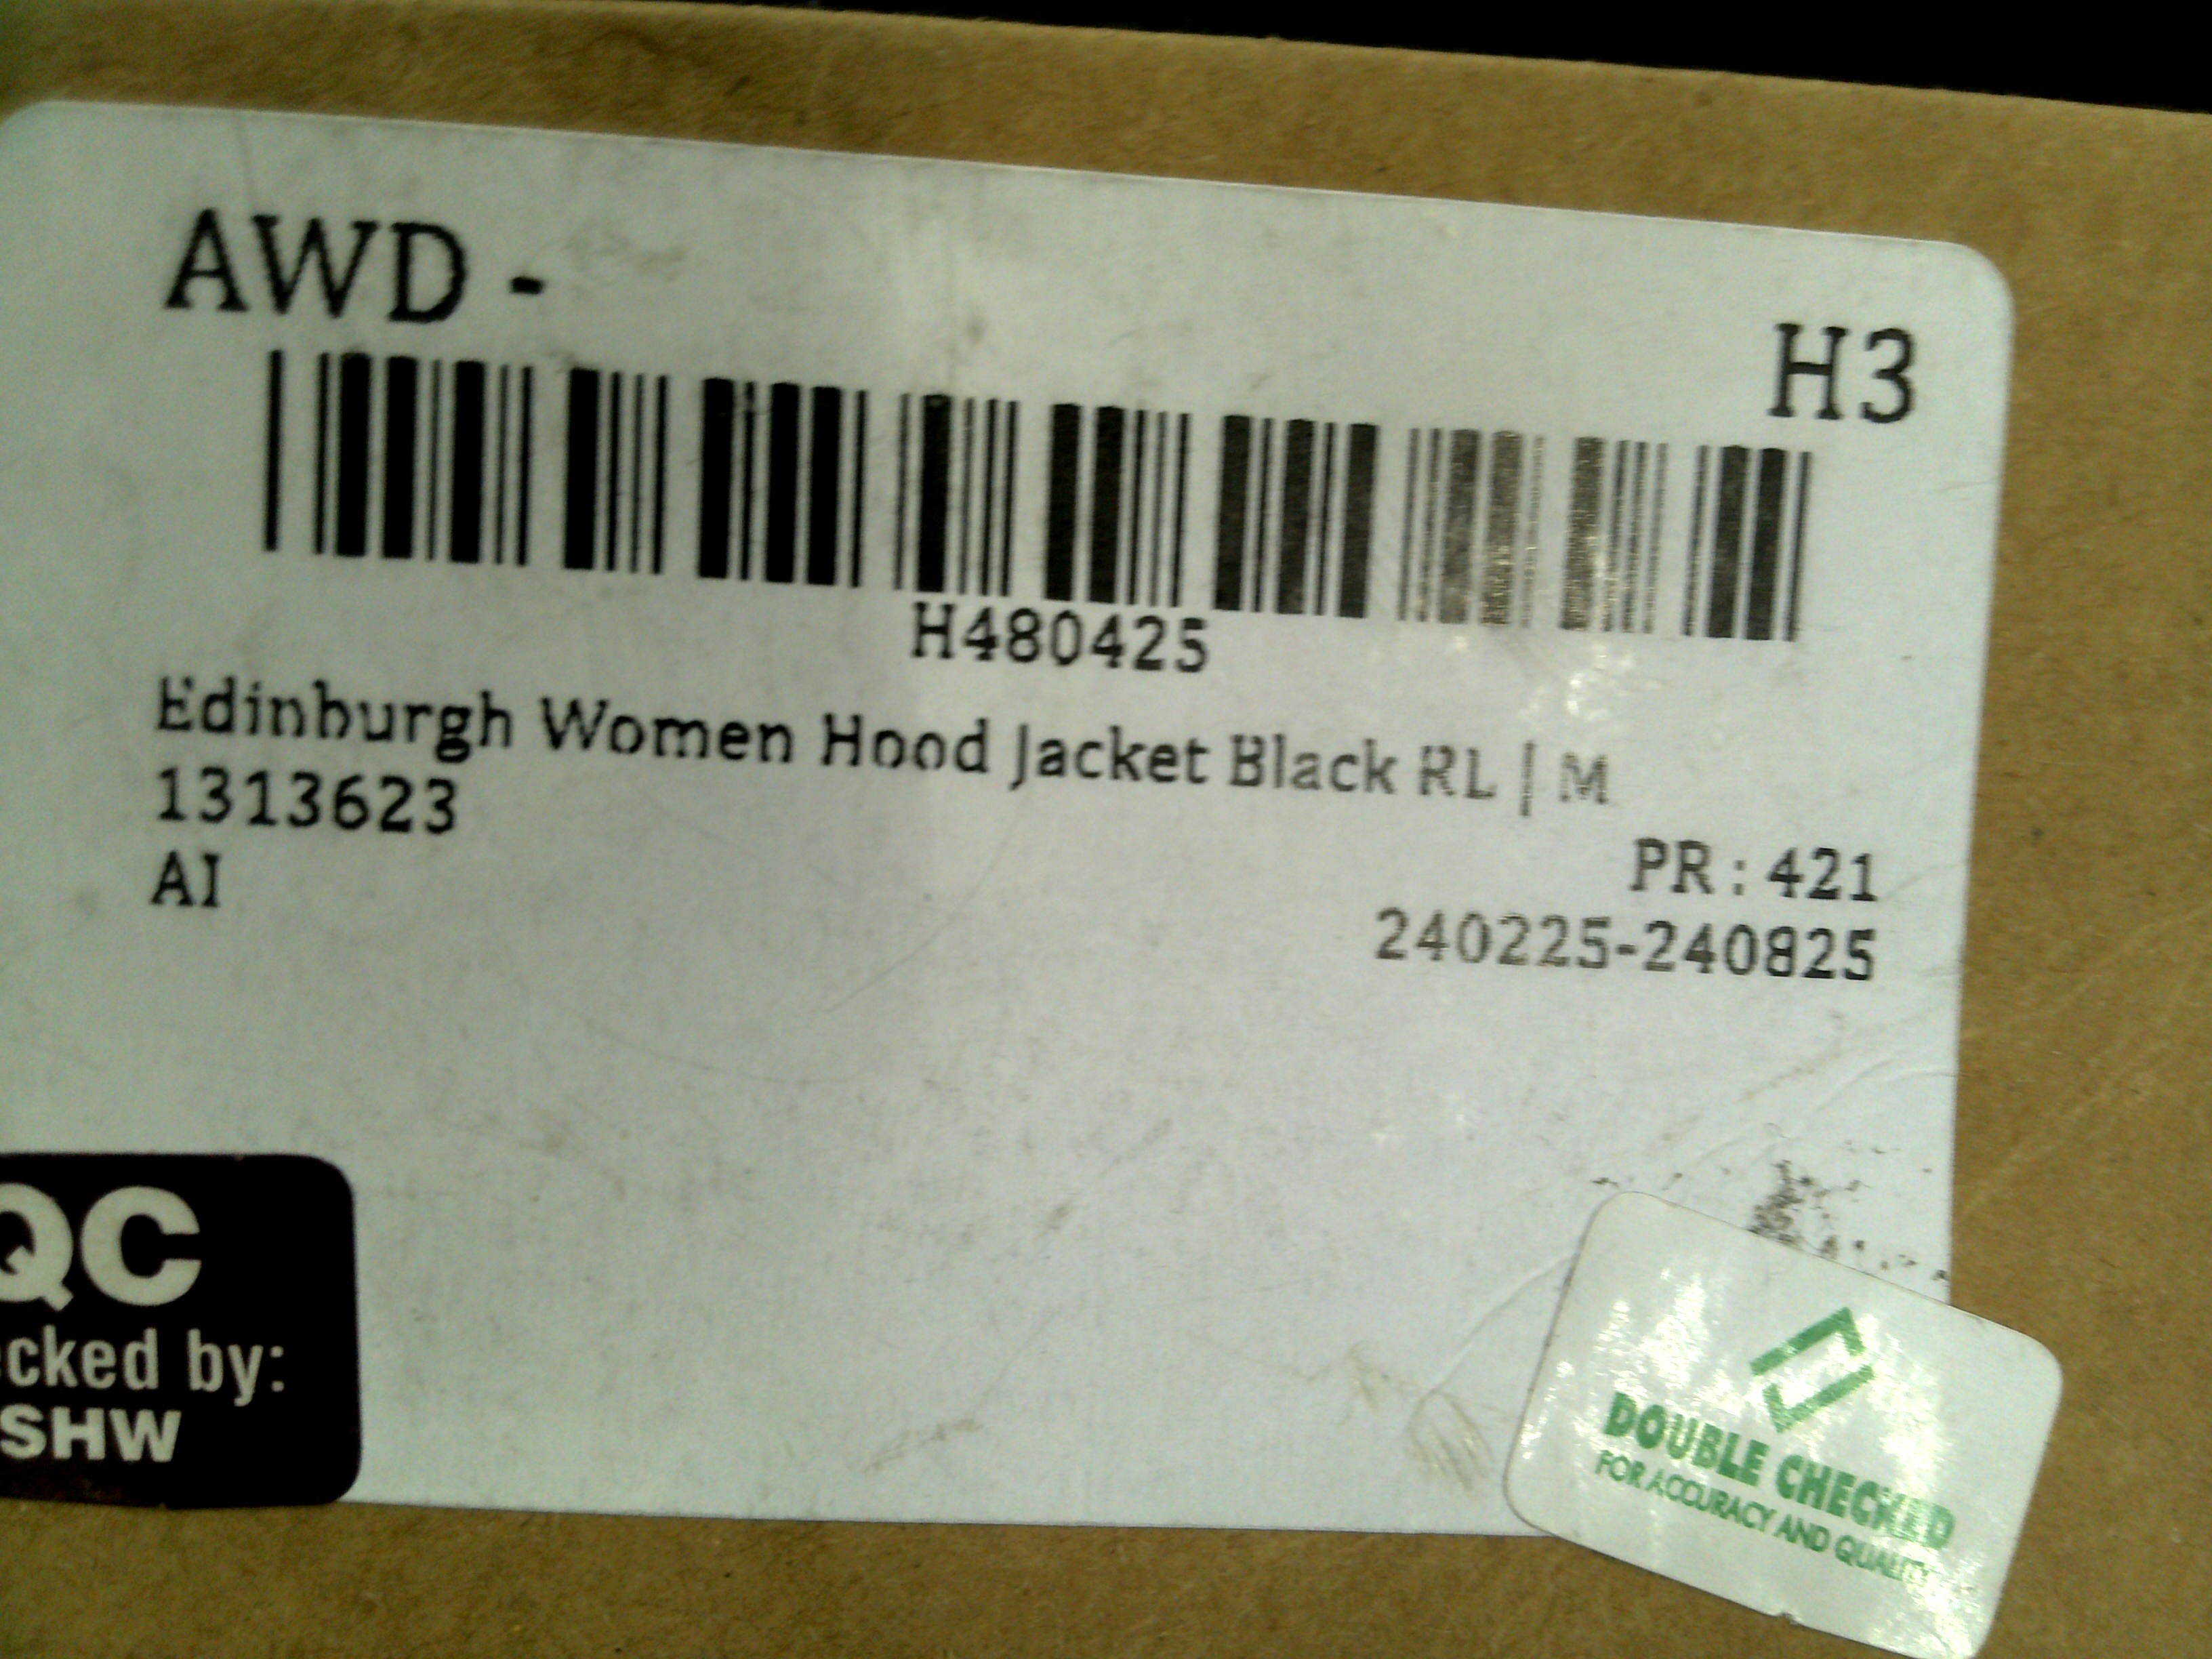 AWD -
H3
H480425
Edinburgh Women Hood Jacket Black RL | M
1313623
PR : 421
AI
240225-240825
QC
cked by:
SHW
DOUBLE CHECKED
FOR ACCURACY AND QUALITY